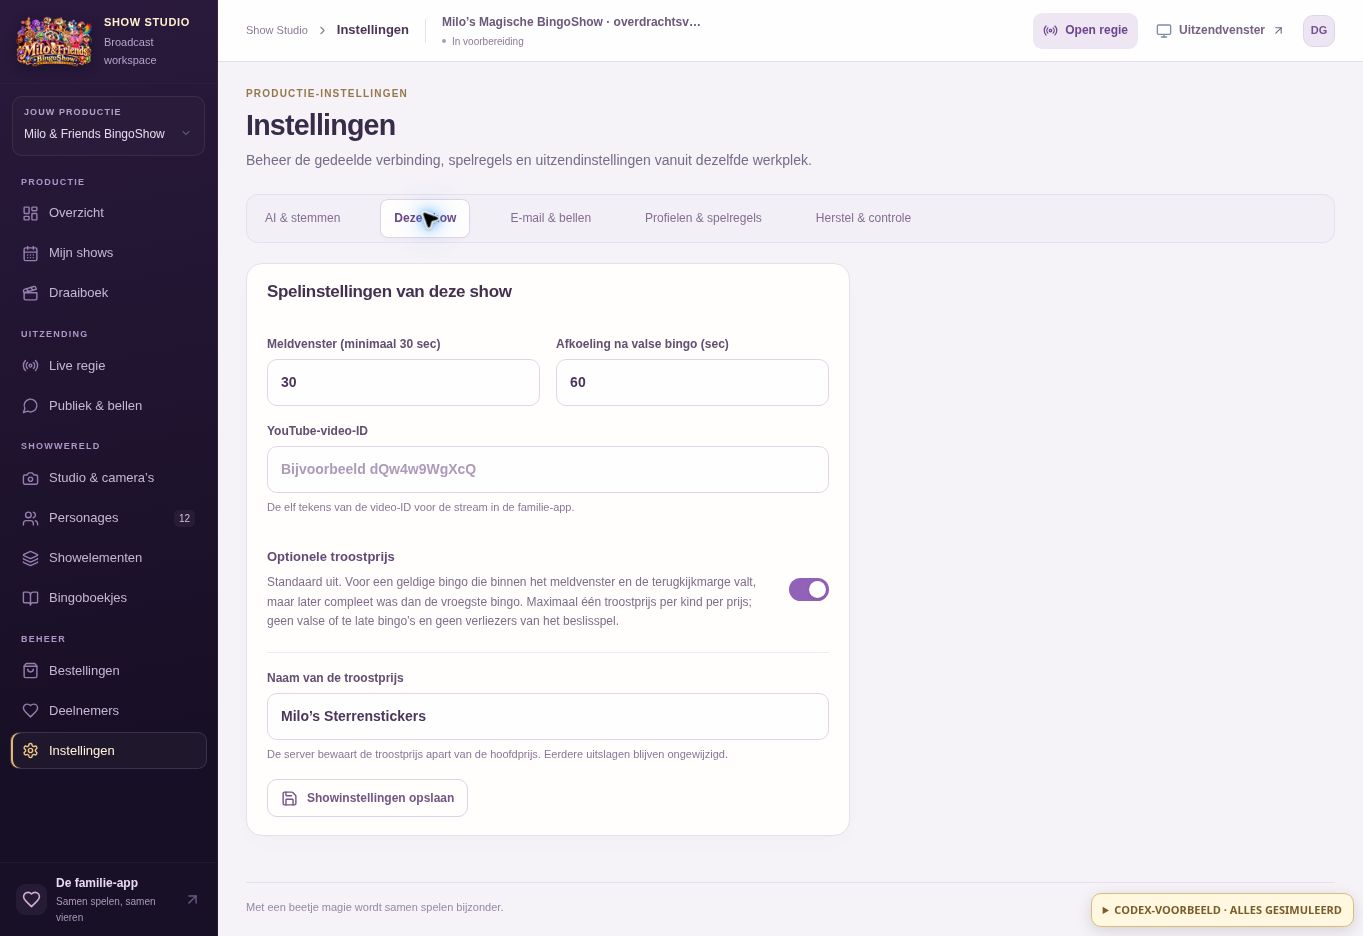 Milo & Friends
BingoShow
SHOW STUDIO
Broadcast
workspace
JOUW PRODUCTIE
Milo & Friends BingoShow
PRODUCTIE
Overzicht
Mijn shows
Draaiboek
UITZENDING
Live regie
Publiek & bellen
SHOWWERELD
Studio & camera’s
Personages 12
Showelementen
Bingoboekjes
BEHEER
Bestellingen
Deelnemers
Instellingen
De familie-app
Samen spelen, samen
vieren
Show Studio > Instellingen
Milo’s Magische BingoShow · overdrachtsv…
In voorbereiding
Open regie
Uitzendvenster
DG
PRODUCTIE-INSTELLINGEN
Instellingen
Beheer de gedeelde verbinding, spelregels en uitzendinstellingen vanuit dezelfde werkplek.
AI & stemmen
Deze
E-mail & bellen
Profielen & spelregels
Herstel & controle
Spelinstellingen van deze show
Meldvenster (minimaal 30 sec)
30
Afkoeling na valse bingo (sec)
60
YouTube-video-ID
Bijvoorbeeld dQw4w9WgXcQ
De elf tekens van de video-ID voor de stream in de familie-app.
Optionele troostprijs
Standaard uit. Voor een geldige bingo die binnen het meldvenster en de terugkijkmarge valt,
maar later compleet was dan de vroegste bingo. Maximaal één troostprijs per kind per prijs;
geen valse of te late bingo’s en geen verliezers van het beslisspel.
Naam van de troostprijs
Milo’s Sterrenstickers
De server bewaart de troostprijs apart van de hoofdprijs. Eerdere uitslagen blijven ongewijzigd.
Showinstellingen opslaan
Met een beetje magie wordt samen spelen bijzonder.
CODEX-VOORBEELD · ALLES GESIMULEERD